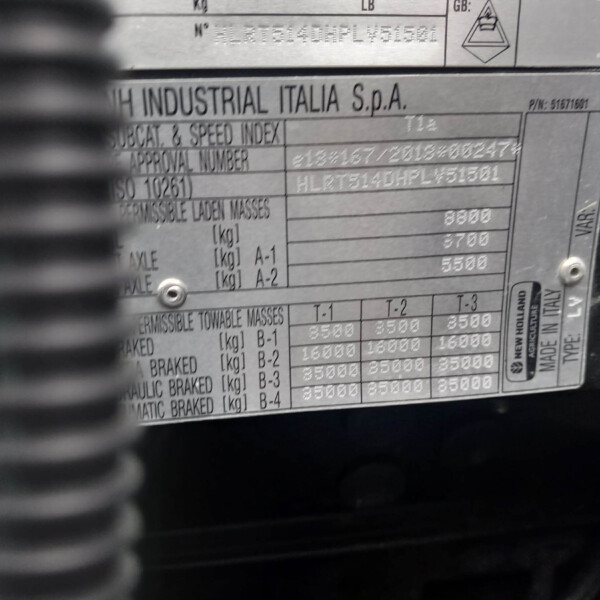 Kg LB GB:
N° HLRT514DHPLV51501
NH INDUSTRIAL ITALIA S.p.A. P/N: 51671601
SUBCAT. & SPEED INDEX T1a
APPROVAL NUMBER e13*167/2013*00247*
(ISO 10261) HLRT514DHPLV51501
PERMISSIBLE LADEN MASSES
[kg] 8800
AXLE [kg] A-1 3700
AXLE [kg] A-2 5500
PERMISSIBLE TOWABLE MASSES T-1 T-2 T-3
[kg] B-1 3500 3500 3500
BRAKED [kg] B-2 16000 16000 16000
BRAKED [kg] B-3 35000 35000 35000
BRAKED [kg] B-4 35000 35000 35000
NEW HOLLAND
AGRICULTURE
MADE IN ITALY
TYPE: LV VAR: